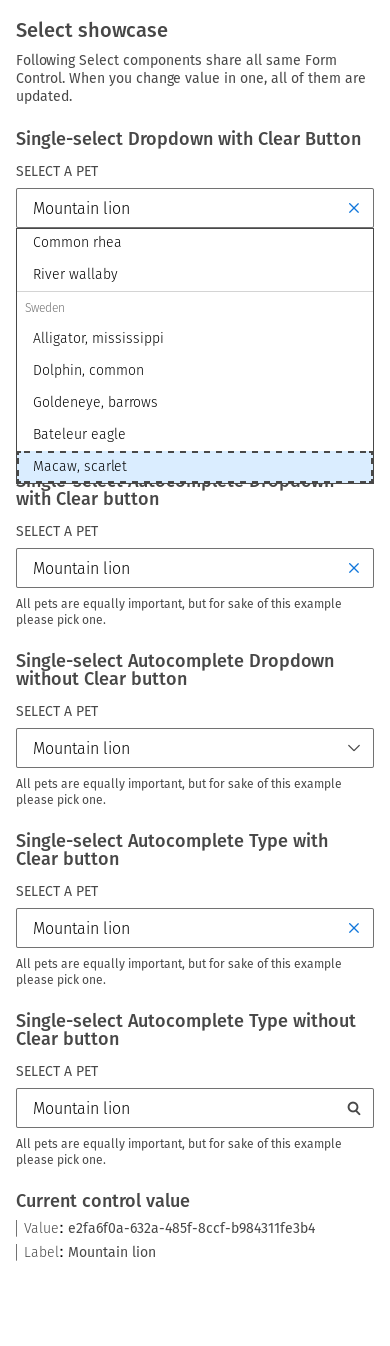 Select showcase
Following Select components share all same Form
Control. When you change value in one, all of them are
updated.
Single-select Dropdown with Clear Button
SELECT A PET
Mountain lion
Common rhea
River wallaby
Sweden
Alligator, mississippi
Dolphin, common
Goldeneye, barrows
Bateleur eagle
Macaw, scarlet
Single-select Autocomplete Dropdown
with Clear button
SELECT A PET
Mountain lion
All pets are equally important, but for sake of this example
please pick one.
Single-select Autocomplete Dropdown
without Clear button
SELECT A PET
Mountain lion
All pets are equally important, but for sake of this example
please pick one.
Single-select Autocomplete Type with
Clear button
SELECT A PET
Mountain lion
All pets are equally important, but for sake of this example
please pick one.
Single-select Autocomplete Type without
Clear button
SELECT A PET
Mountain lion
All pets are equally important, but for sake of this example
please pick one.
Current control value
Value: e2fa6f0a-632a-485f-8ccf-b984311fe3b4
Label: Mountain lion